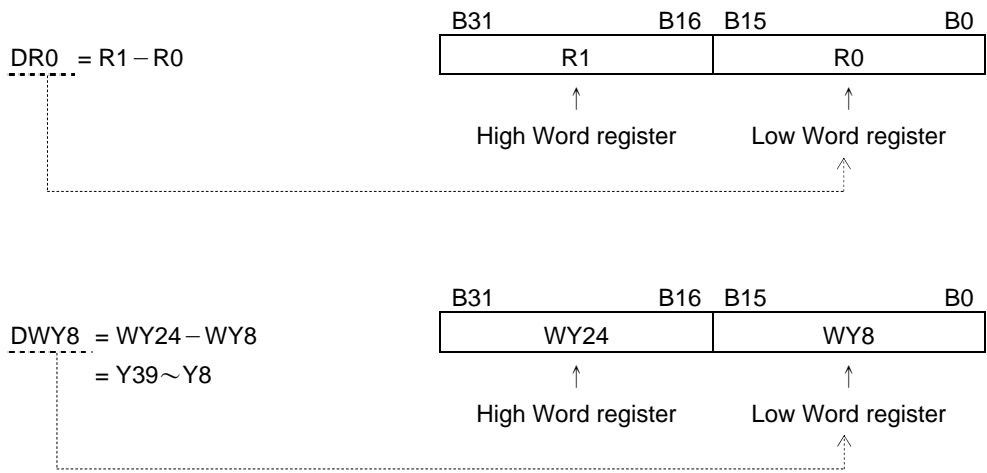 B31 B16 B15 B0
DR0 = R1－R0 R1 R0
High Word register Low Word register
B31 B16 B15 B0
DWY8 = WY24－WY8 WY24 WY8
= Y39～Y8
High Word register Low Word register